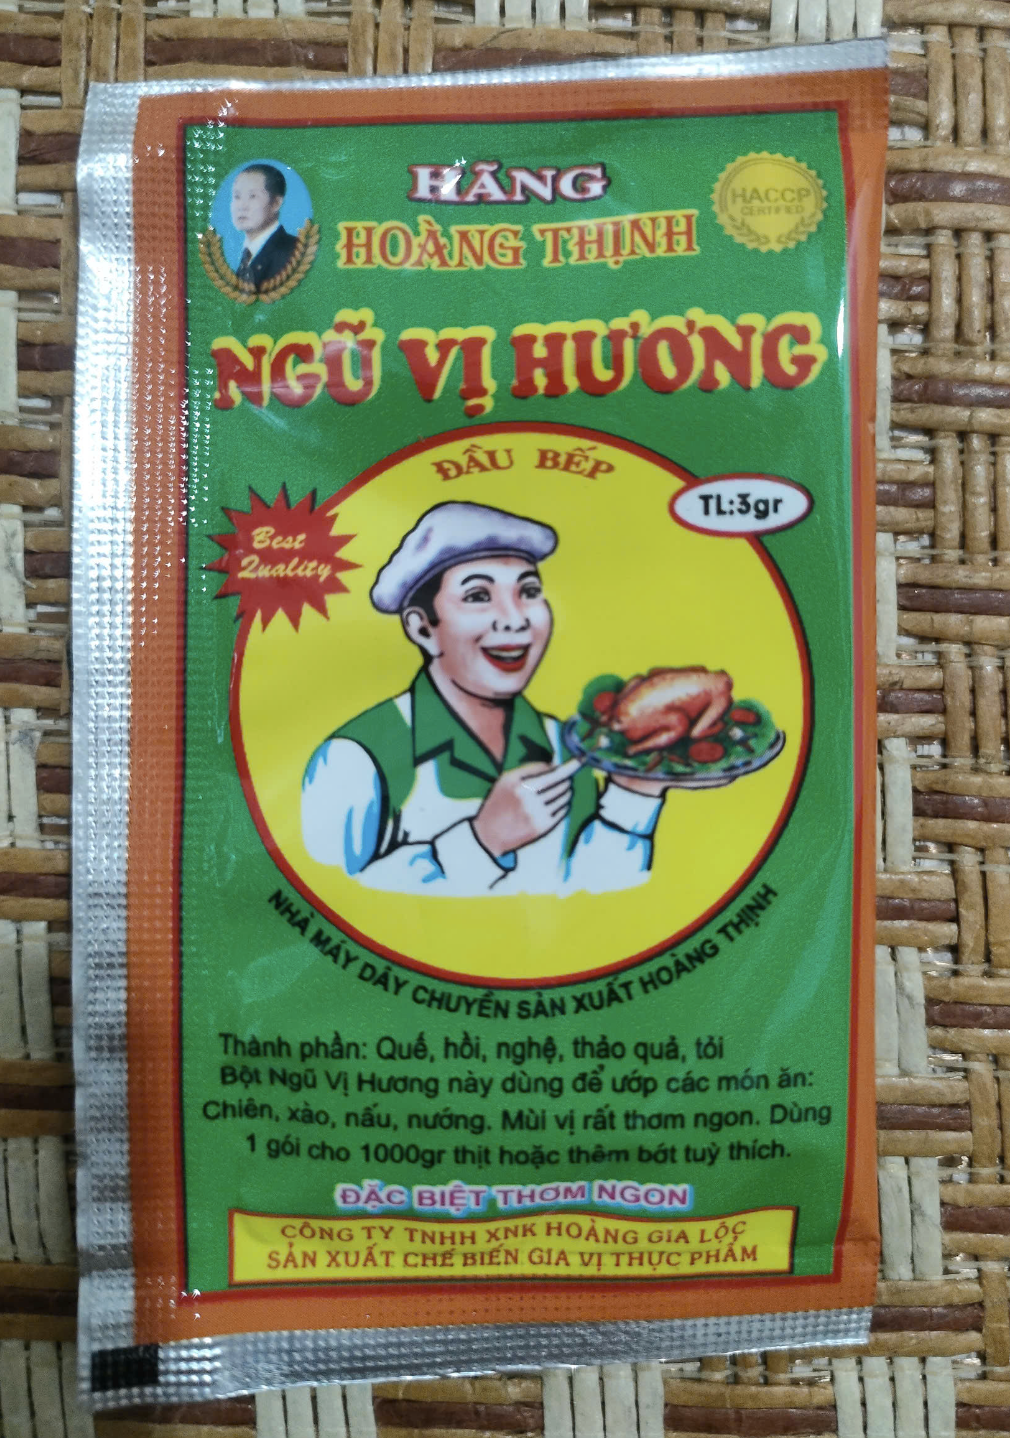 HÃNG
HOÀNG THỊNH
HACCP
CERTIFIED
NGŨ VỊ HƯƠNG
ĐẦU BẾP
TL:3gr
Best
Quality
NHÀ MÁY DÂY CHUYỀN SẢN XUẤT HOÀNG THỊNH
Thành phần: Quế, hồi, nghệ, thảo quả, tỏi
Bột Ngũ Vị Hương này dùng để ướp các món ăn:
Chiên, xào, nấu, nướng. Mùi vị rất thơm ngon. Dùng
1 gói cho 1000gr thịt hoặc thêm bớt tuỳ thích.
ĐẶC BIỆT THƠM NGON
CÔNG TY TNHH XNK HOÀNG GIA LỘC
SẢN XUẤT CHẾ BIẾN GIA VỊ THỰC PHẨM